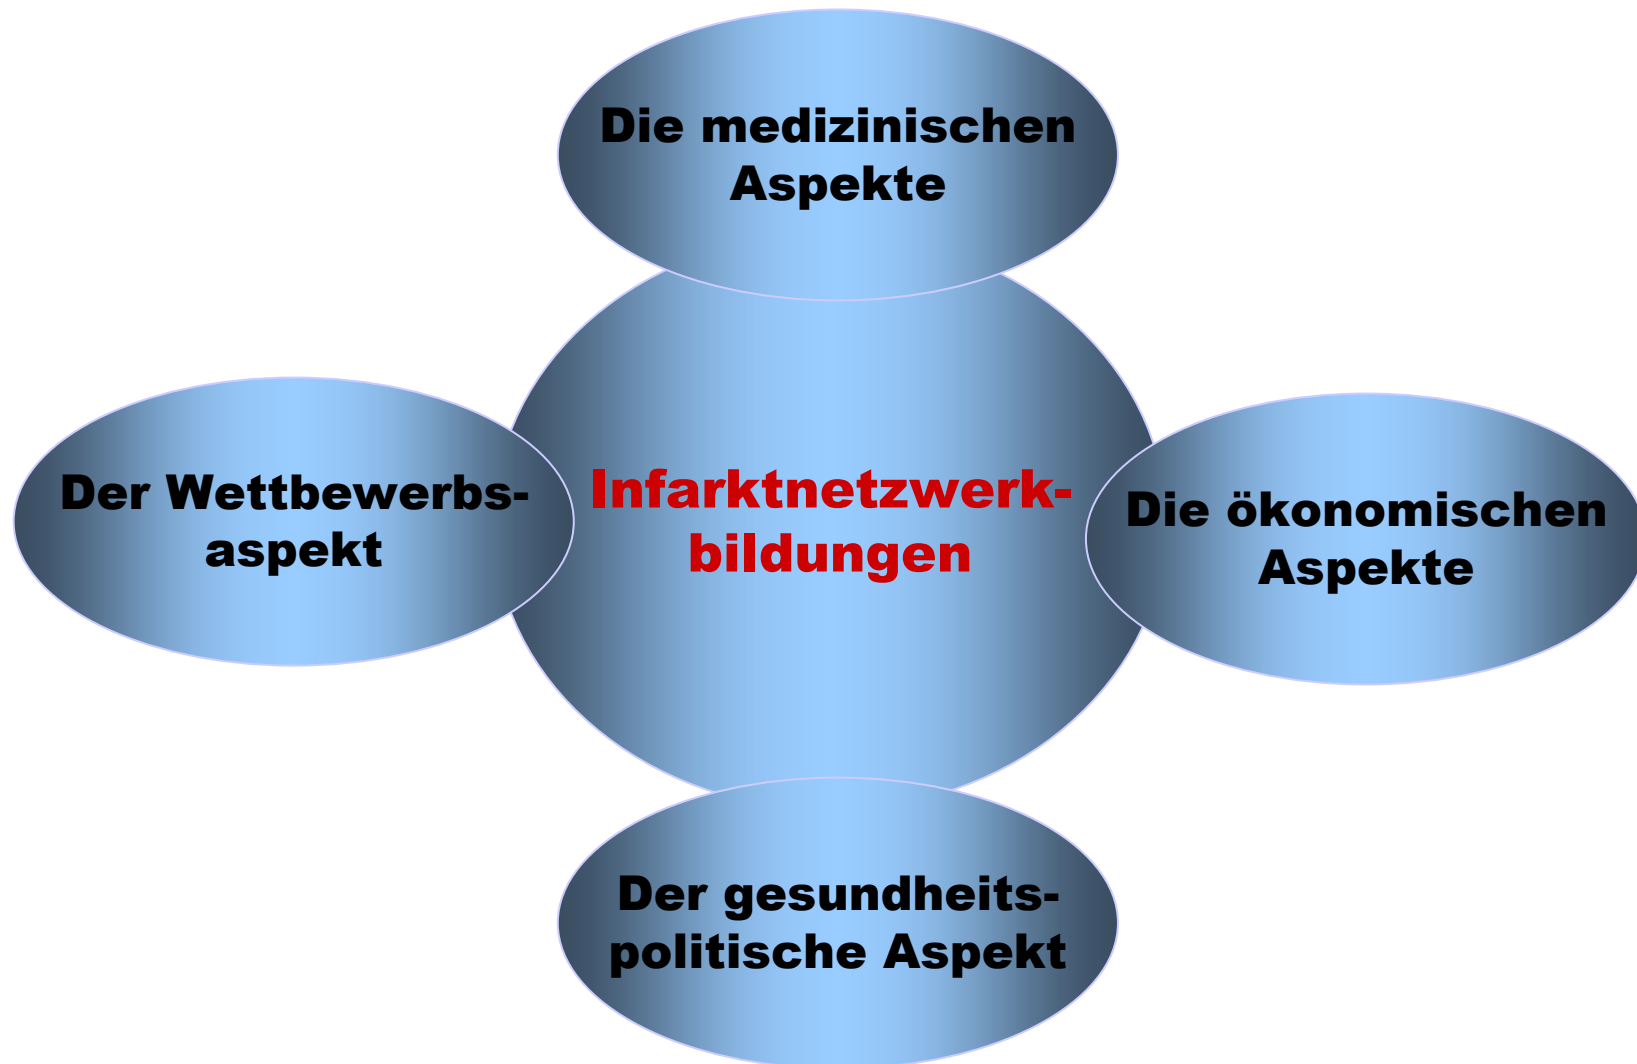 Die medizinischen
Aspekte
Der Wettbewerbs-
aspekt
Infarktnetzwerk-
bildungen
Die ökonomischen
Aspekte
Der gesundheits-
politische Aspekt